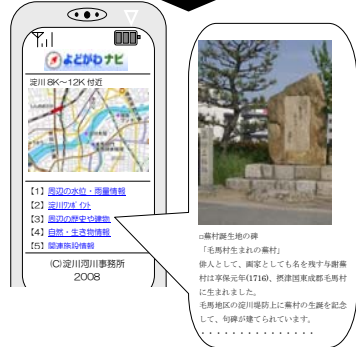 よどがわナビ
淀川 8K～12K 付近
【1】 周辺の水位・雨量情報
【2】 淀川ワンポイント
【3】 周辺の歴史や建物
【4】 自然・生き物情報
【5】 関連施設情報
(C)淀川河川事務所
2008
□蕪村誕生地の碑
「毛馬村生まれの蕪村」
俳人として、画家としても名を残す与謝蕪
村は享保元年(1716)、摂津国東成郡毛馬村
に生まれました。
毛馬地区の淀川堤防上に蕪村の生誕を記念
して、句碑が建てられています。
・・・・・・・・・・・・・・・